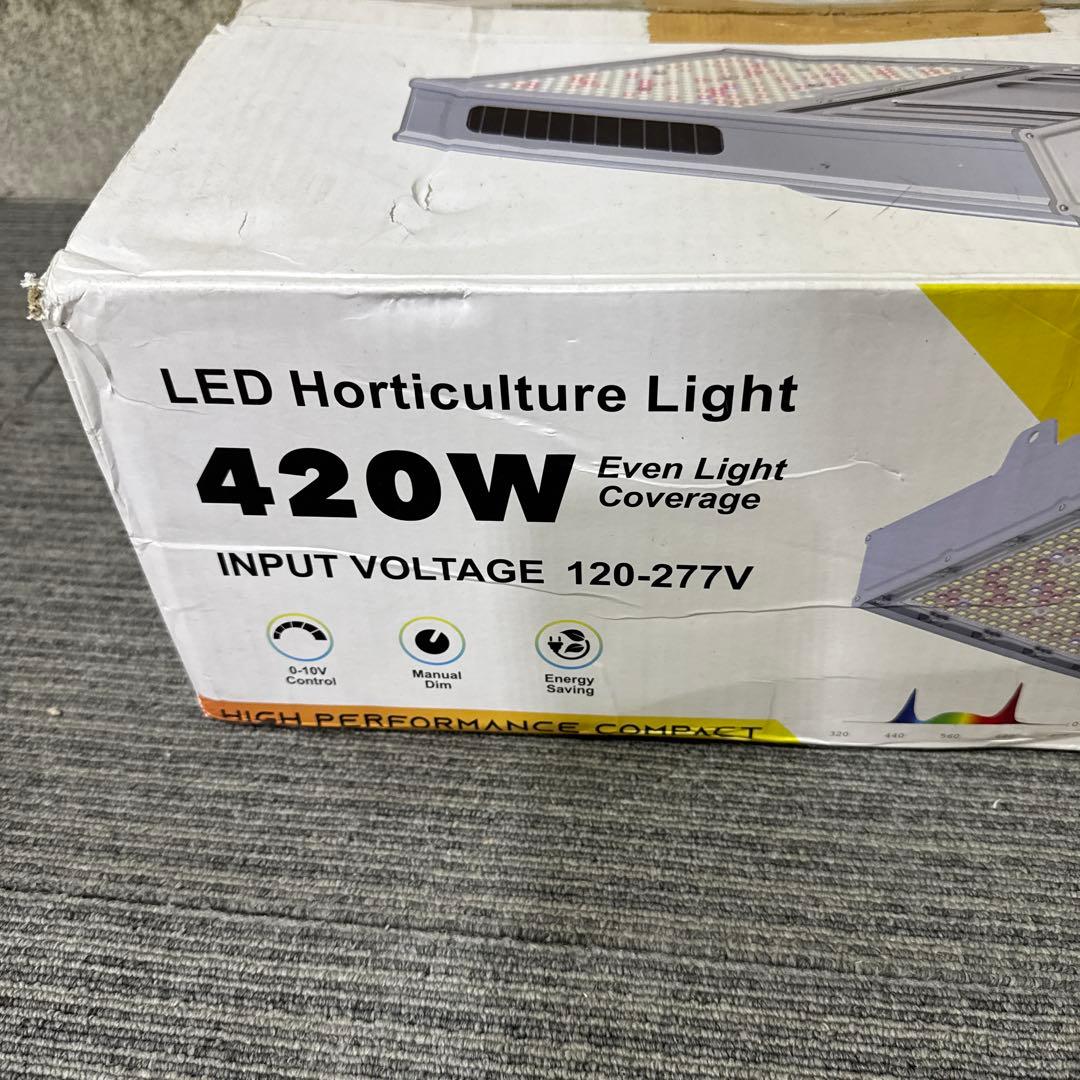 LED Horticulture Light
420W
Even Light
Coverage
INPUT VOLTAGE 120-277V
0-10V
Control
Manual
Dim
Energy
Saving
HIGH PERFORMANCE COMPACT
320 440 560